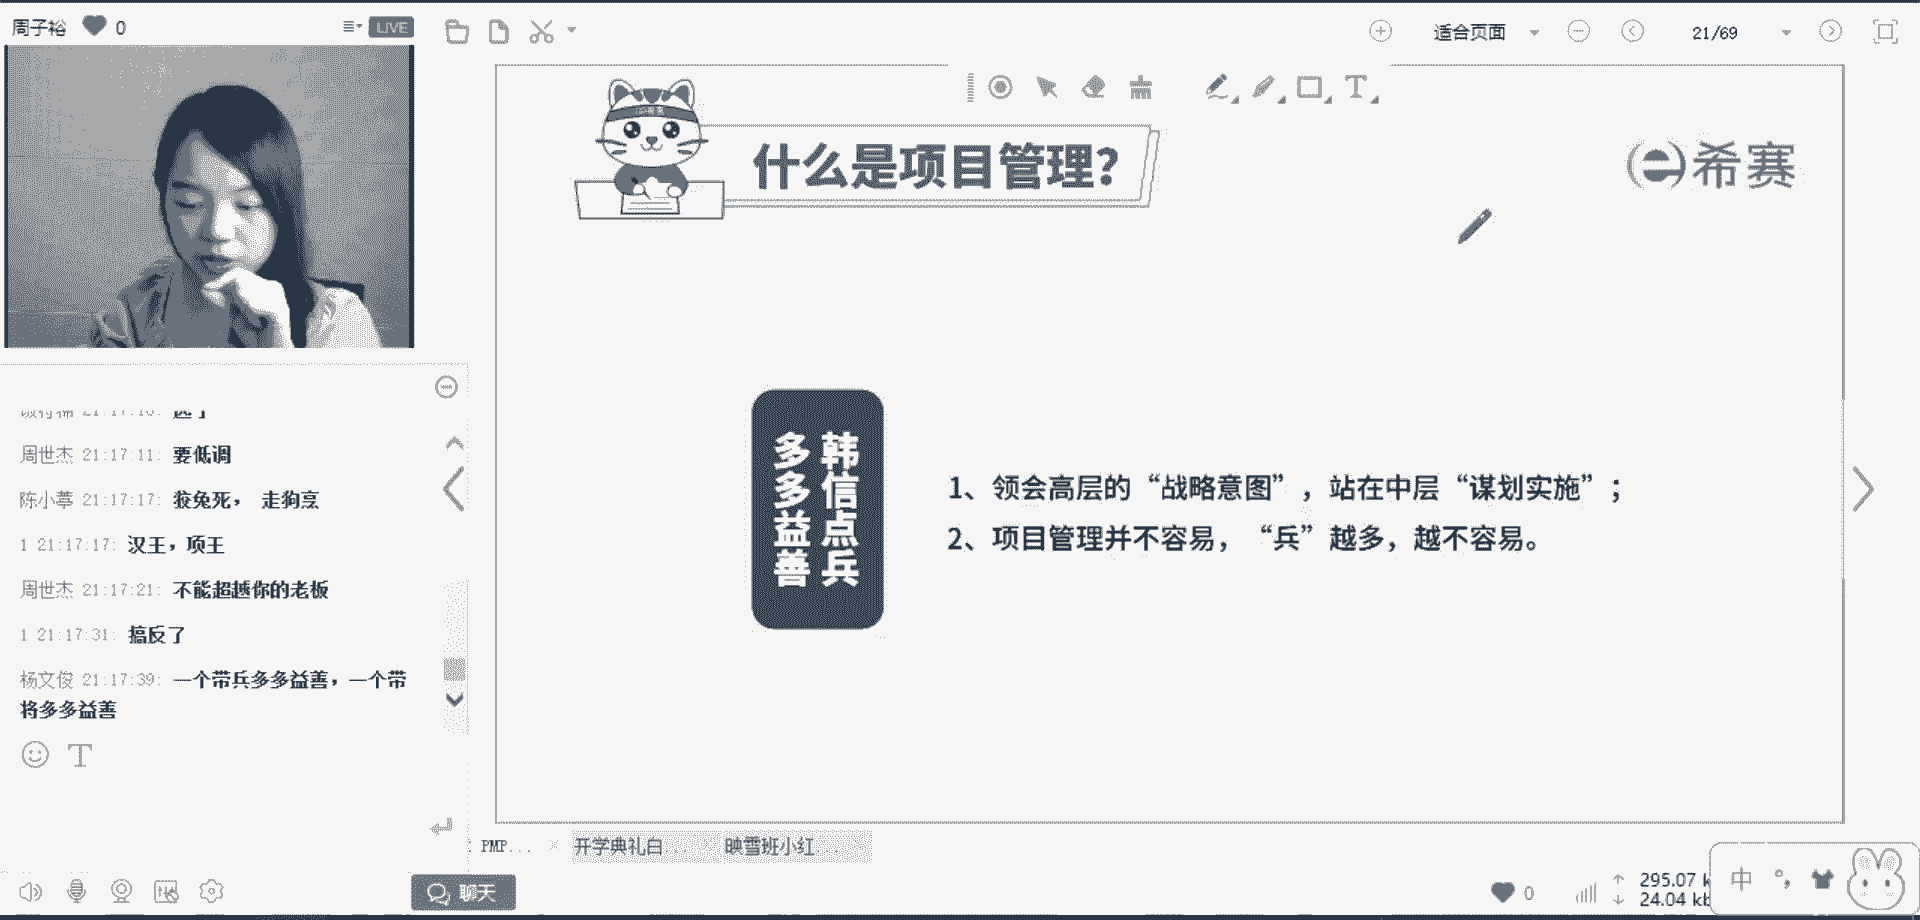 周子裕 0
LIVE
适合页面
21/69
什么是项目管理?
希赛
韩信点兵
多多益善
1、领会高层的“战略意图”，站在中层“谋划实施”；
2、项目管理并不容易，“兵”越多，越不容易。
周世杰 21:17:11: 要低调
陈小葶 21:17:17: 狡兔死， 走狗烹
1 21:17:17: 汉王，项王
周世杰 21:17:21: 不能超越你的老板
1 21:17:31: 搞反了
杨文俊 21:17:39: 一个带兵多多益善，一个带
将多多益善
PMP...
开学典礼白...
映雪班小红...
聊天
0
295.07 k
24.04 kb
中